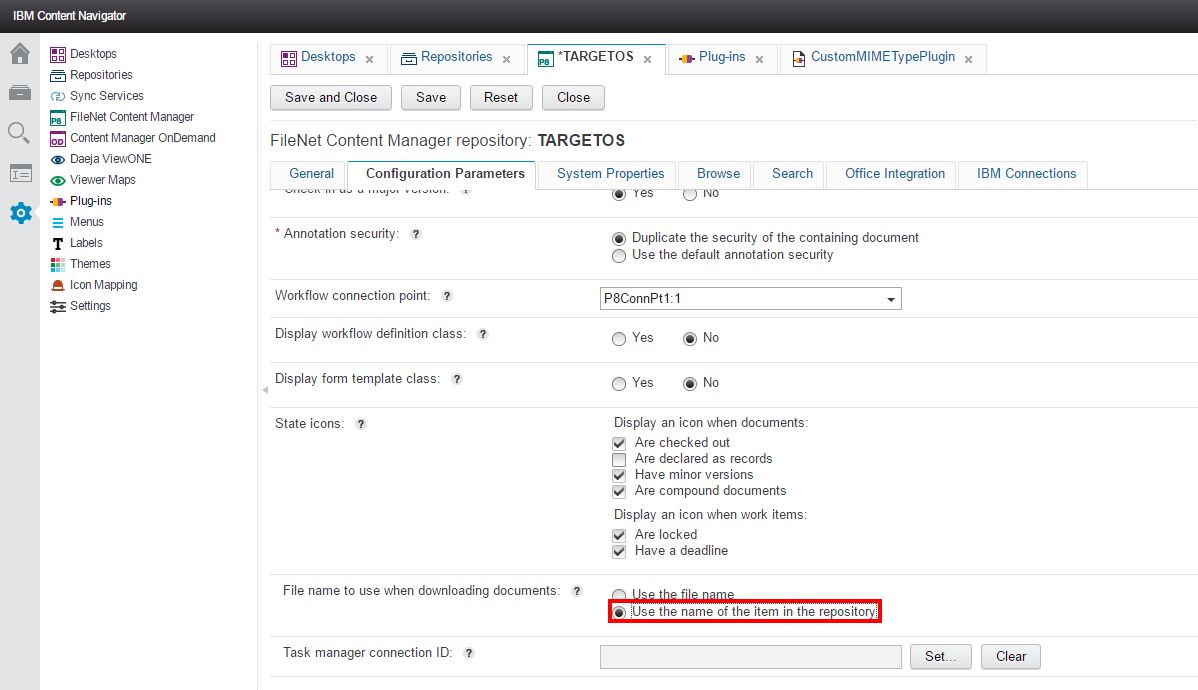 IBM Content Navigator
Desktops
Repositories
Sync Services
FileNet Content Manager
Content Manager OnDemand
Daeja ViewONE
Viewer Maps
Plug-ins
Menus
Labels
Themes
Icon Mapping
Settings
Desktops × Repositories × *TARGETOS × Plug-ins × CustomMIMETypePlugin ×
Save and Close Save Reset Close
FileNet Content Manager repository: TARGETOS
General Configuration Parameters System Properties Browse Search Office Integration IBM Connections
Check in as a major version: ? Yes No
* Annotation security: ? Duplicate the security of the containing document
Use the default annotation security
Workflow connection point: ? P8ConnPt1:1
Display workflow definition class: ? Yes No
Display form template class: ? Yes No
State icons: ? Display an icon when documents:
Are checked out
Are declared as records
Have minor versions
Are compound documents
Display an icon when work items:
Are locked
Have a deadline
File name to use when downloading documents: ? Use the file name
Use the name of the item in the repository
Task manager connection ID: ? Set... Clear